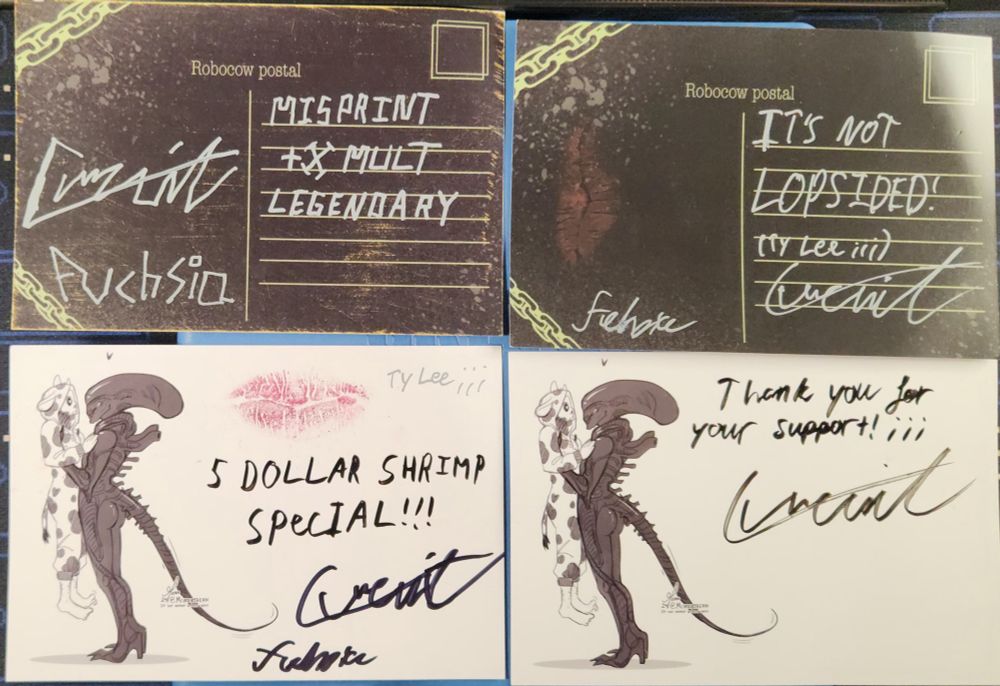 Robocow postal
MISPRINT
+X MULT
LEGENDARY
Fuchsia
Robocow postal
IT'S NOT
LOPSIDED!
(Ty Lee ¡¡¡)
Ty Lee ¡¡¡
5 DOLLAR SHRIMP
SPECIAL!!!
Thank you for
your support! ¡¡¡